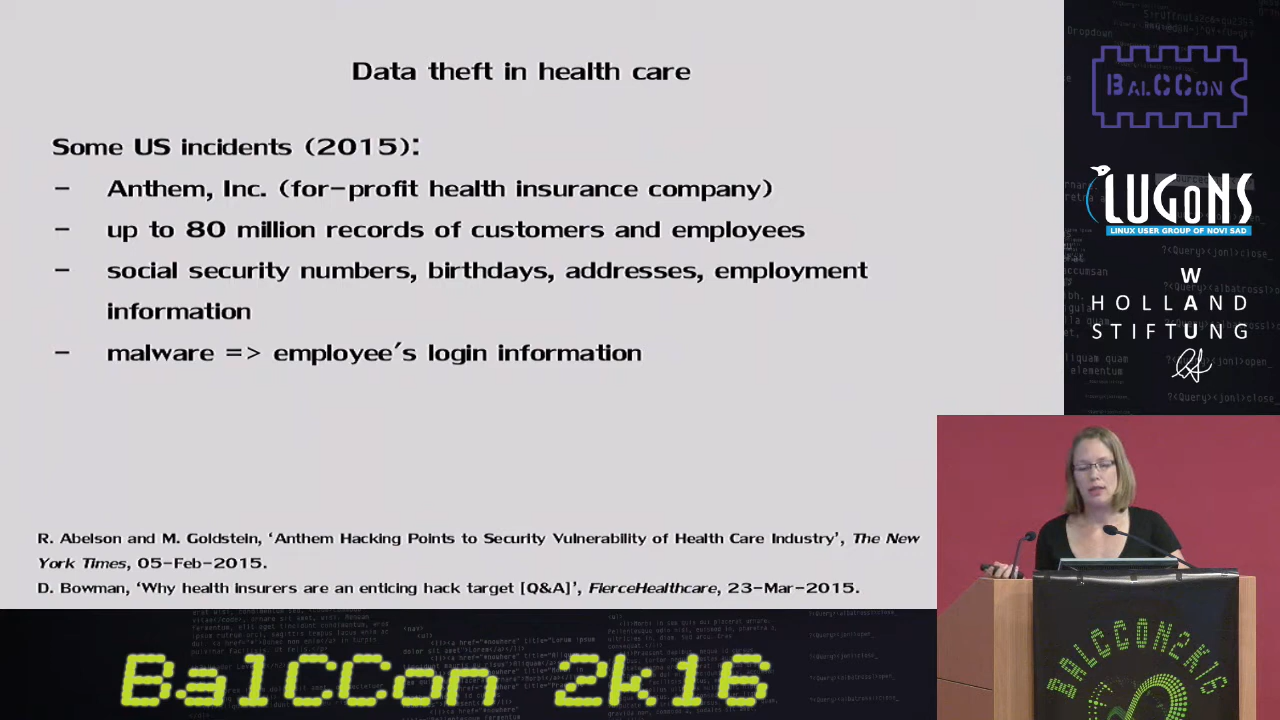 Data theft in health care
Some US incidents (2015):
- Anthem, Inc. (for-profit health insurance company)
- up to 80 million records of customers and employees
- social security numbers, birthdays, addresses, employment
information
- malware => employee's login information
R. Abelson and M. Goldstein, 'Anthem Hacking Points to Security Vulnerability of Health Care Industry', The New
York Times, 05-Feb-2015.
D. Bowman, 'Why health insurers are an enticing hack target [Q&A]', FierceHealthcare, 23-Mar-2015.
BALCCON
LUGoNS
LINUX USER GROUP OF NOVI SAD
W
HOLLAND
STIFTUNG
BalCCon 2k16
BALCCON2K16